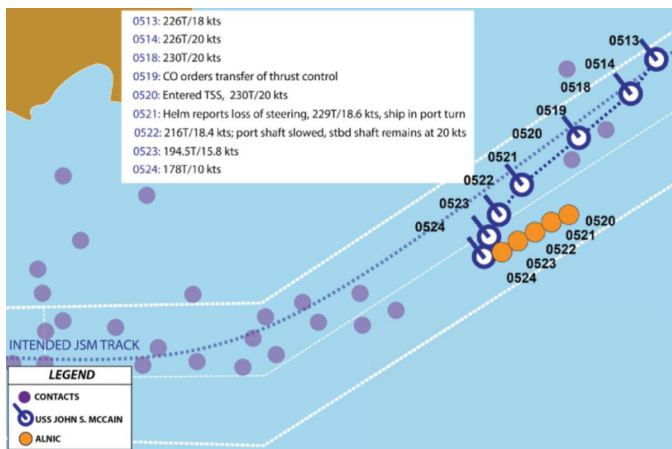 0513: 226T/18 kts
0514: 226T/20 kts
0518: 230T/20 kts
0519: CO orders transfer of thrust control
0520: Entered TSS, 230T/20 kts
0521: Helm reports loss of steering, 229T/18.6 kts, ship in port turn
0522: 216T/18.4 kts; port shaft slowed, stbd shaft remains at 20 kts
0523: 194.5T/15.8 kts
0524: 178T/10 kts
0513
0514
0518
0519
0520
0521
0522
0523
0524
0520
0521
0522
0523
0524
INTENDED JSM TRACK
LEGEND
CONTACTS
USS JOHN S. MCCAIN
ALNIC